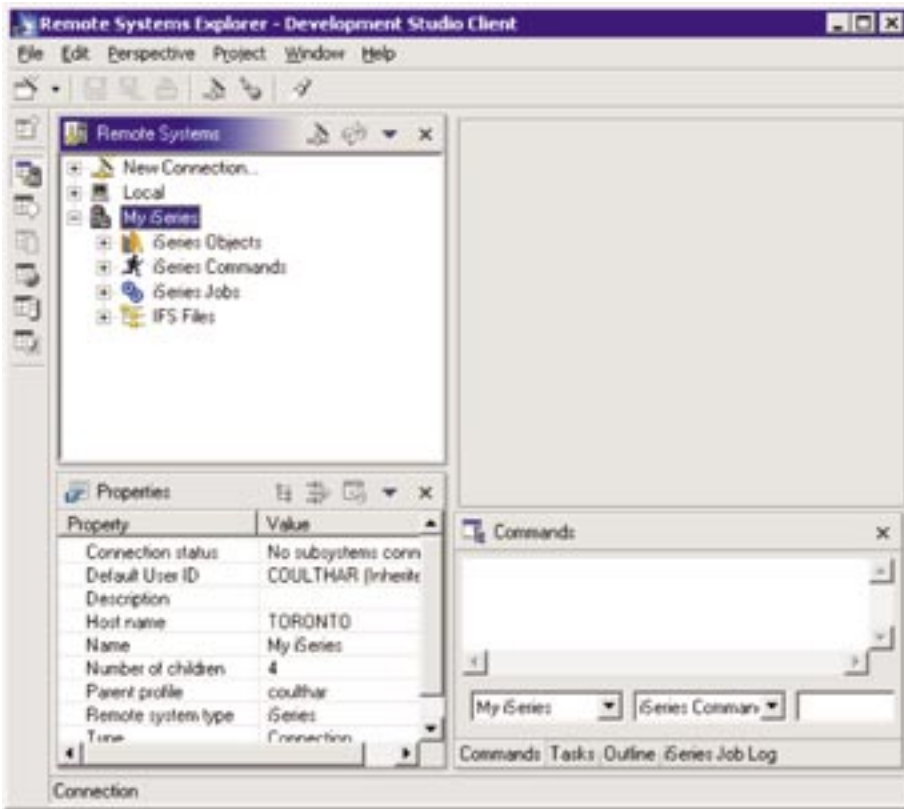 Remote Systems Explorer - Development Studio Client
File Edit Perspective Project Window Help
Remote Systems
New Connection...
Local
My iSeries
iSeries Objects
iSeries Commands
iSeries Jobs
IFS Files
Properties
Property Value
Connection status No subsystems conn
Default User ID COULTHAR (Inherite
Description
Host name TORONTO
Name My iSeries
Number of children 4
Parent profile coulthar
Remote system type iSeries
Type Connection
Commands
My iSeries iSeries Comman
Commands Tasks Outline iSeries Job Log
Connection